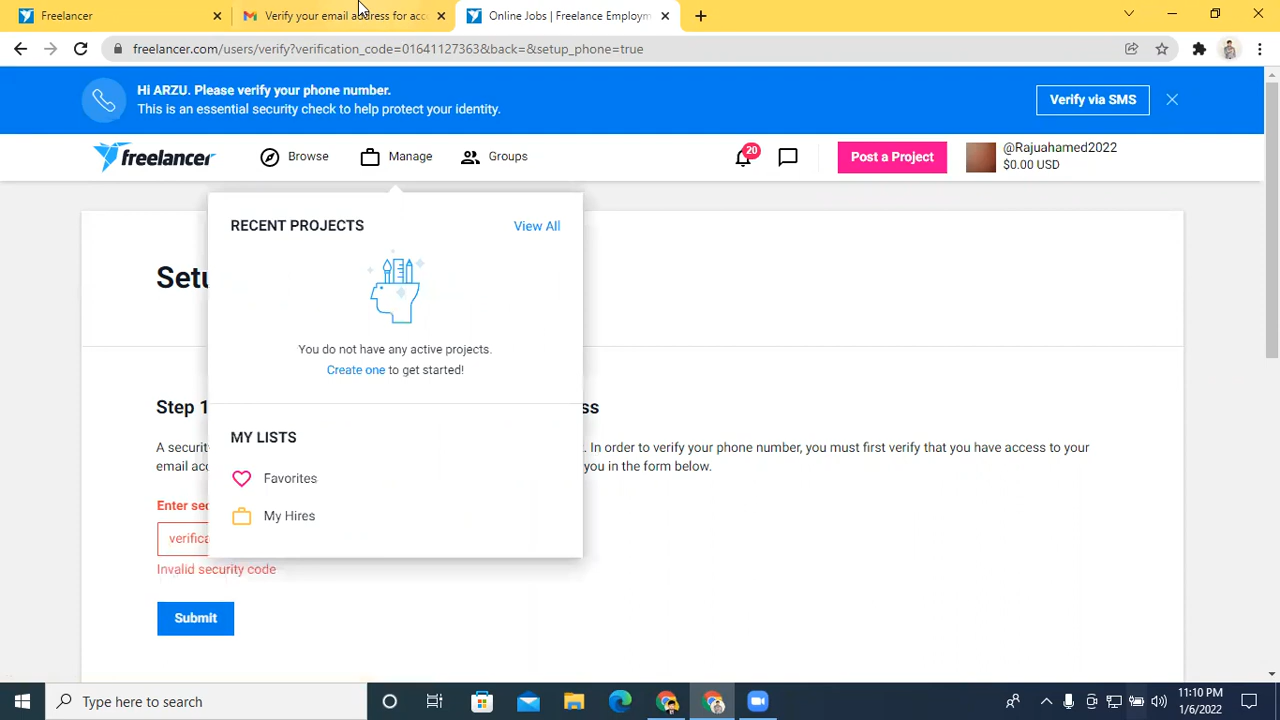 Freelancer
Verify your email address for acc
Online Jobs | Freelance Employm
freelancer.com/users/verify?verification_code=01641127363&back=&setup_phone=true
Hi ARZU. Please verify your phone number.
This is an essential security check to help protect your identity.
Verify via SMS
freelancer
Browse
Manage
Groups
20
Post a Project
@Rajuahamed2022
$0.00 USD
RECENT PROJECTS
View All
Setu
You do not have any active projects.
Create one to get started!
Step 1
ss
MY LISTS
A securit
. In order to verify your phone number, you must first verify that you have access to your
email acc
you in the form below.
Favorites
Enter sec
My Hires
verifica
Invalid security code
Submit
Type here to search
11:10 PM
1/6/2022